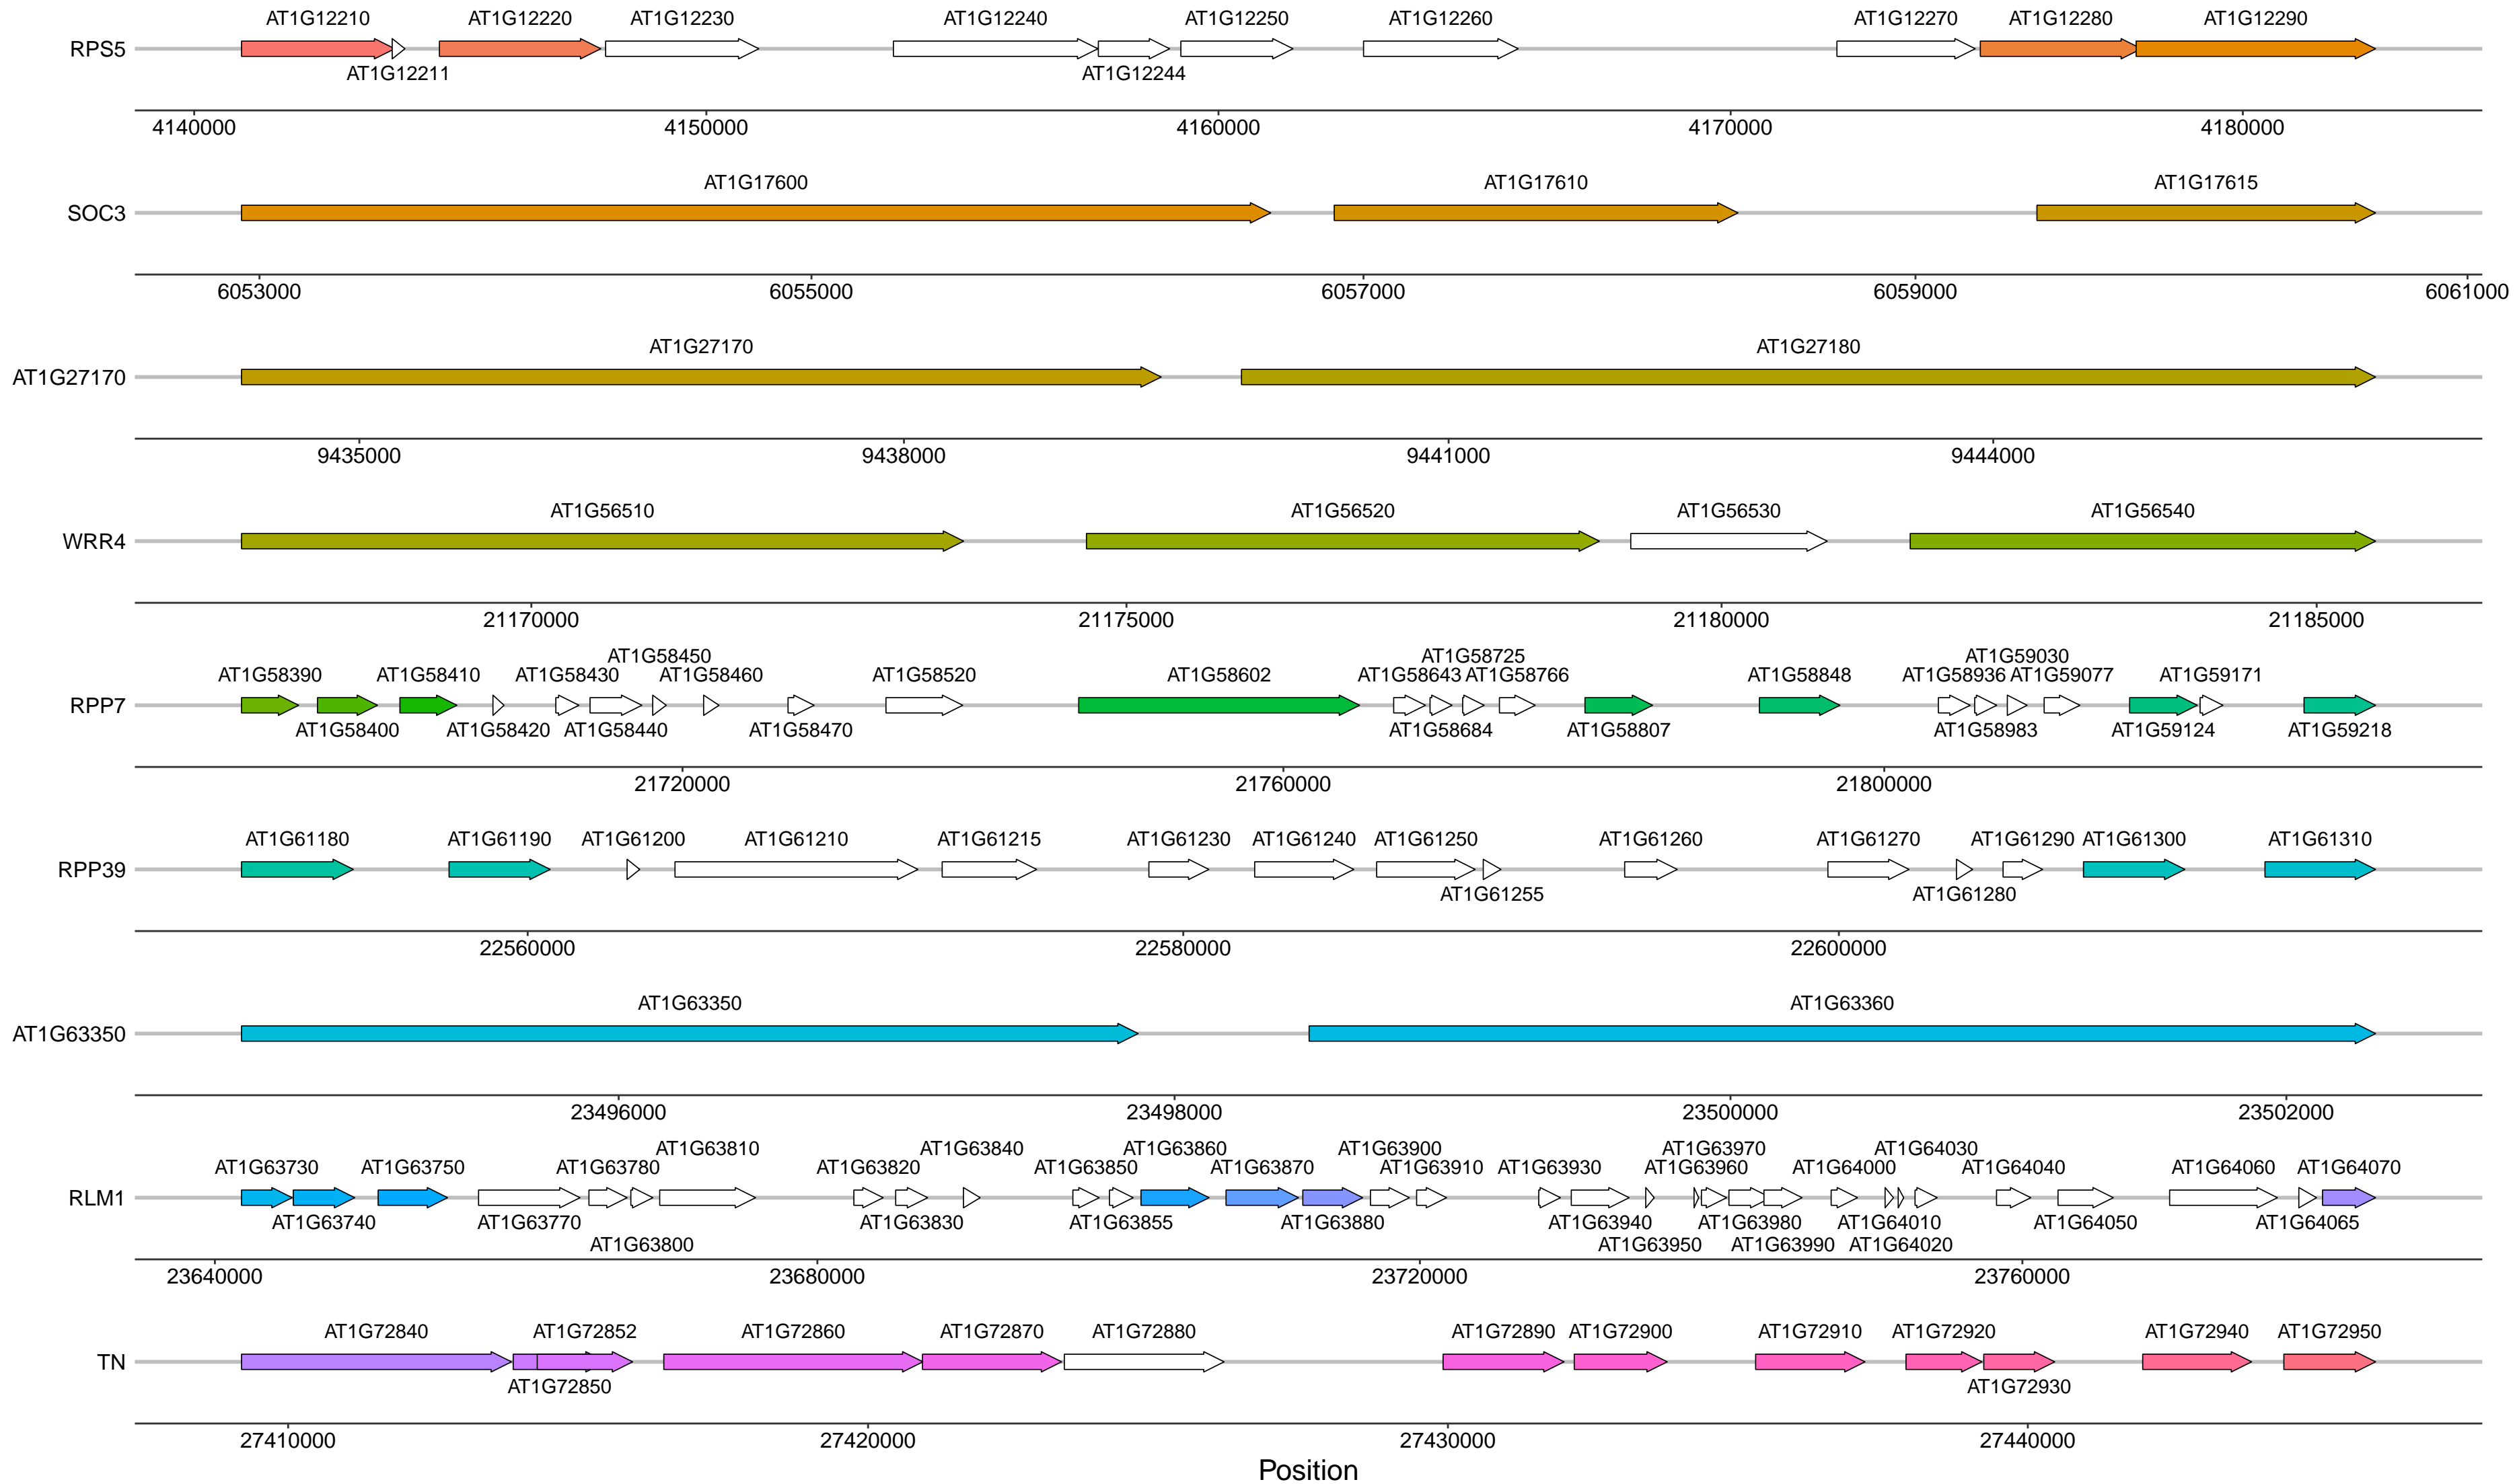 AT1G12210 AT1G12220 AT1G12230 AT1G12240 AT1G12250 AT1G12260 AT1G12270 AT1G12280 AT1G12290
RPS5
AT1G12211 AT1G12244
4140000 4150000 4160000 4170000 4180000
AT1G17600 AT1G17610 AT1G17615
SOC3
6053000 6055000 6057000 6059000 6061000
AT1G27170 AT1G27180
AT1G27170
9435000 9438000 9441000 9444000
AT1G56510 AT1G56520 AT1G56530 AT1G56540
WRR4
21170000 21175000 21180000 21185000
AT1G58450 AT1G58725 AT1G59030
AT1G58390 AT1G58410 AT1G58430 AT1G58460 AT1G58520 AT1G58602 AT1G58643 AT1G58766 AT1G58848 AT1G58936 AT1G59077 AT1G59171
RPP7
AT1G58400 AT1G58420 AT1G58440 AT1G58470 AT1G58684 AT1G58807 AT1G58983 AT1G59124 AT1G59218
21720000 21760000 21800000
AT1G61180 AT1G61190 AT1G61200 AT1G61210 AT1G61215 AT1G61230 AT1G61240 AT1G61250 AT1G61260 AT1G61270 AT1G61290 AT1G61300 AT1G61310
RPP39
AT1G61255 AT1G61280
22560000 22580000 22600000
AT1G63350 AT1G63360
AT1G63350
23496000 23498000 23500000 23502000
AT1G63810 AT1G63840 AT1G63860 AT1G63900 AT1G63970 AT1G64030
AT1G63730 AT1G63750 AT1G63780 AT1G63820 AT1G63850 AT1G63870 AT1G63910 AT1G63930 AT1G63960 AT1G64000 AT1G64040 AT1G64060 AT1G64070
RLM1
AT1G63740 AT1G63770 AT1G63830 AT1G63855 AT1G63880 AT1G63940 AT1G63980 AT1G64010 AT1G64050 AT1G64065
AT1G63800 AT1G63950 AT1G63990 AT1G64020
23640000 23680000 23720000 23760000
AT1G72840 AT1G72852 AT1G72860 AT1G72870 AT1G72880 AT1G72890 AT1G72900 AT1G72910 AT1G72920 AT1G72940 AT1G72950
TN
AT1G72850 AT1G72930
27410000 27420000 27430000 27440000
Position